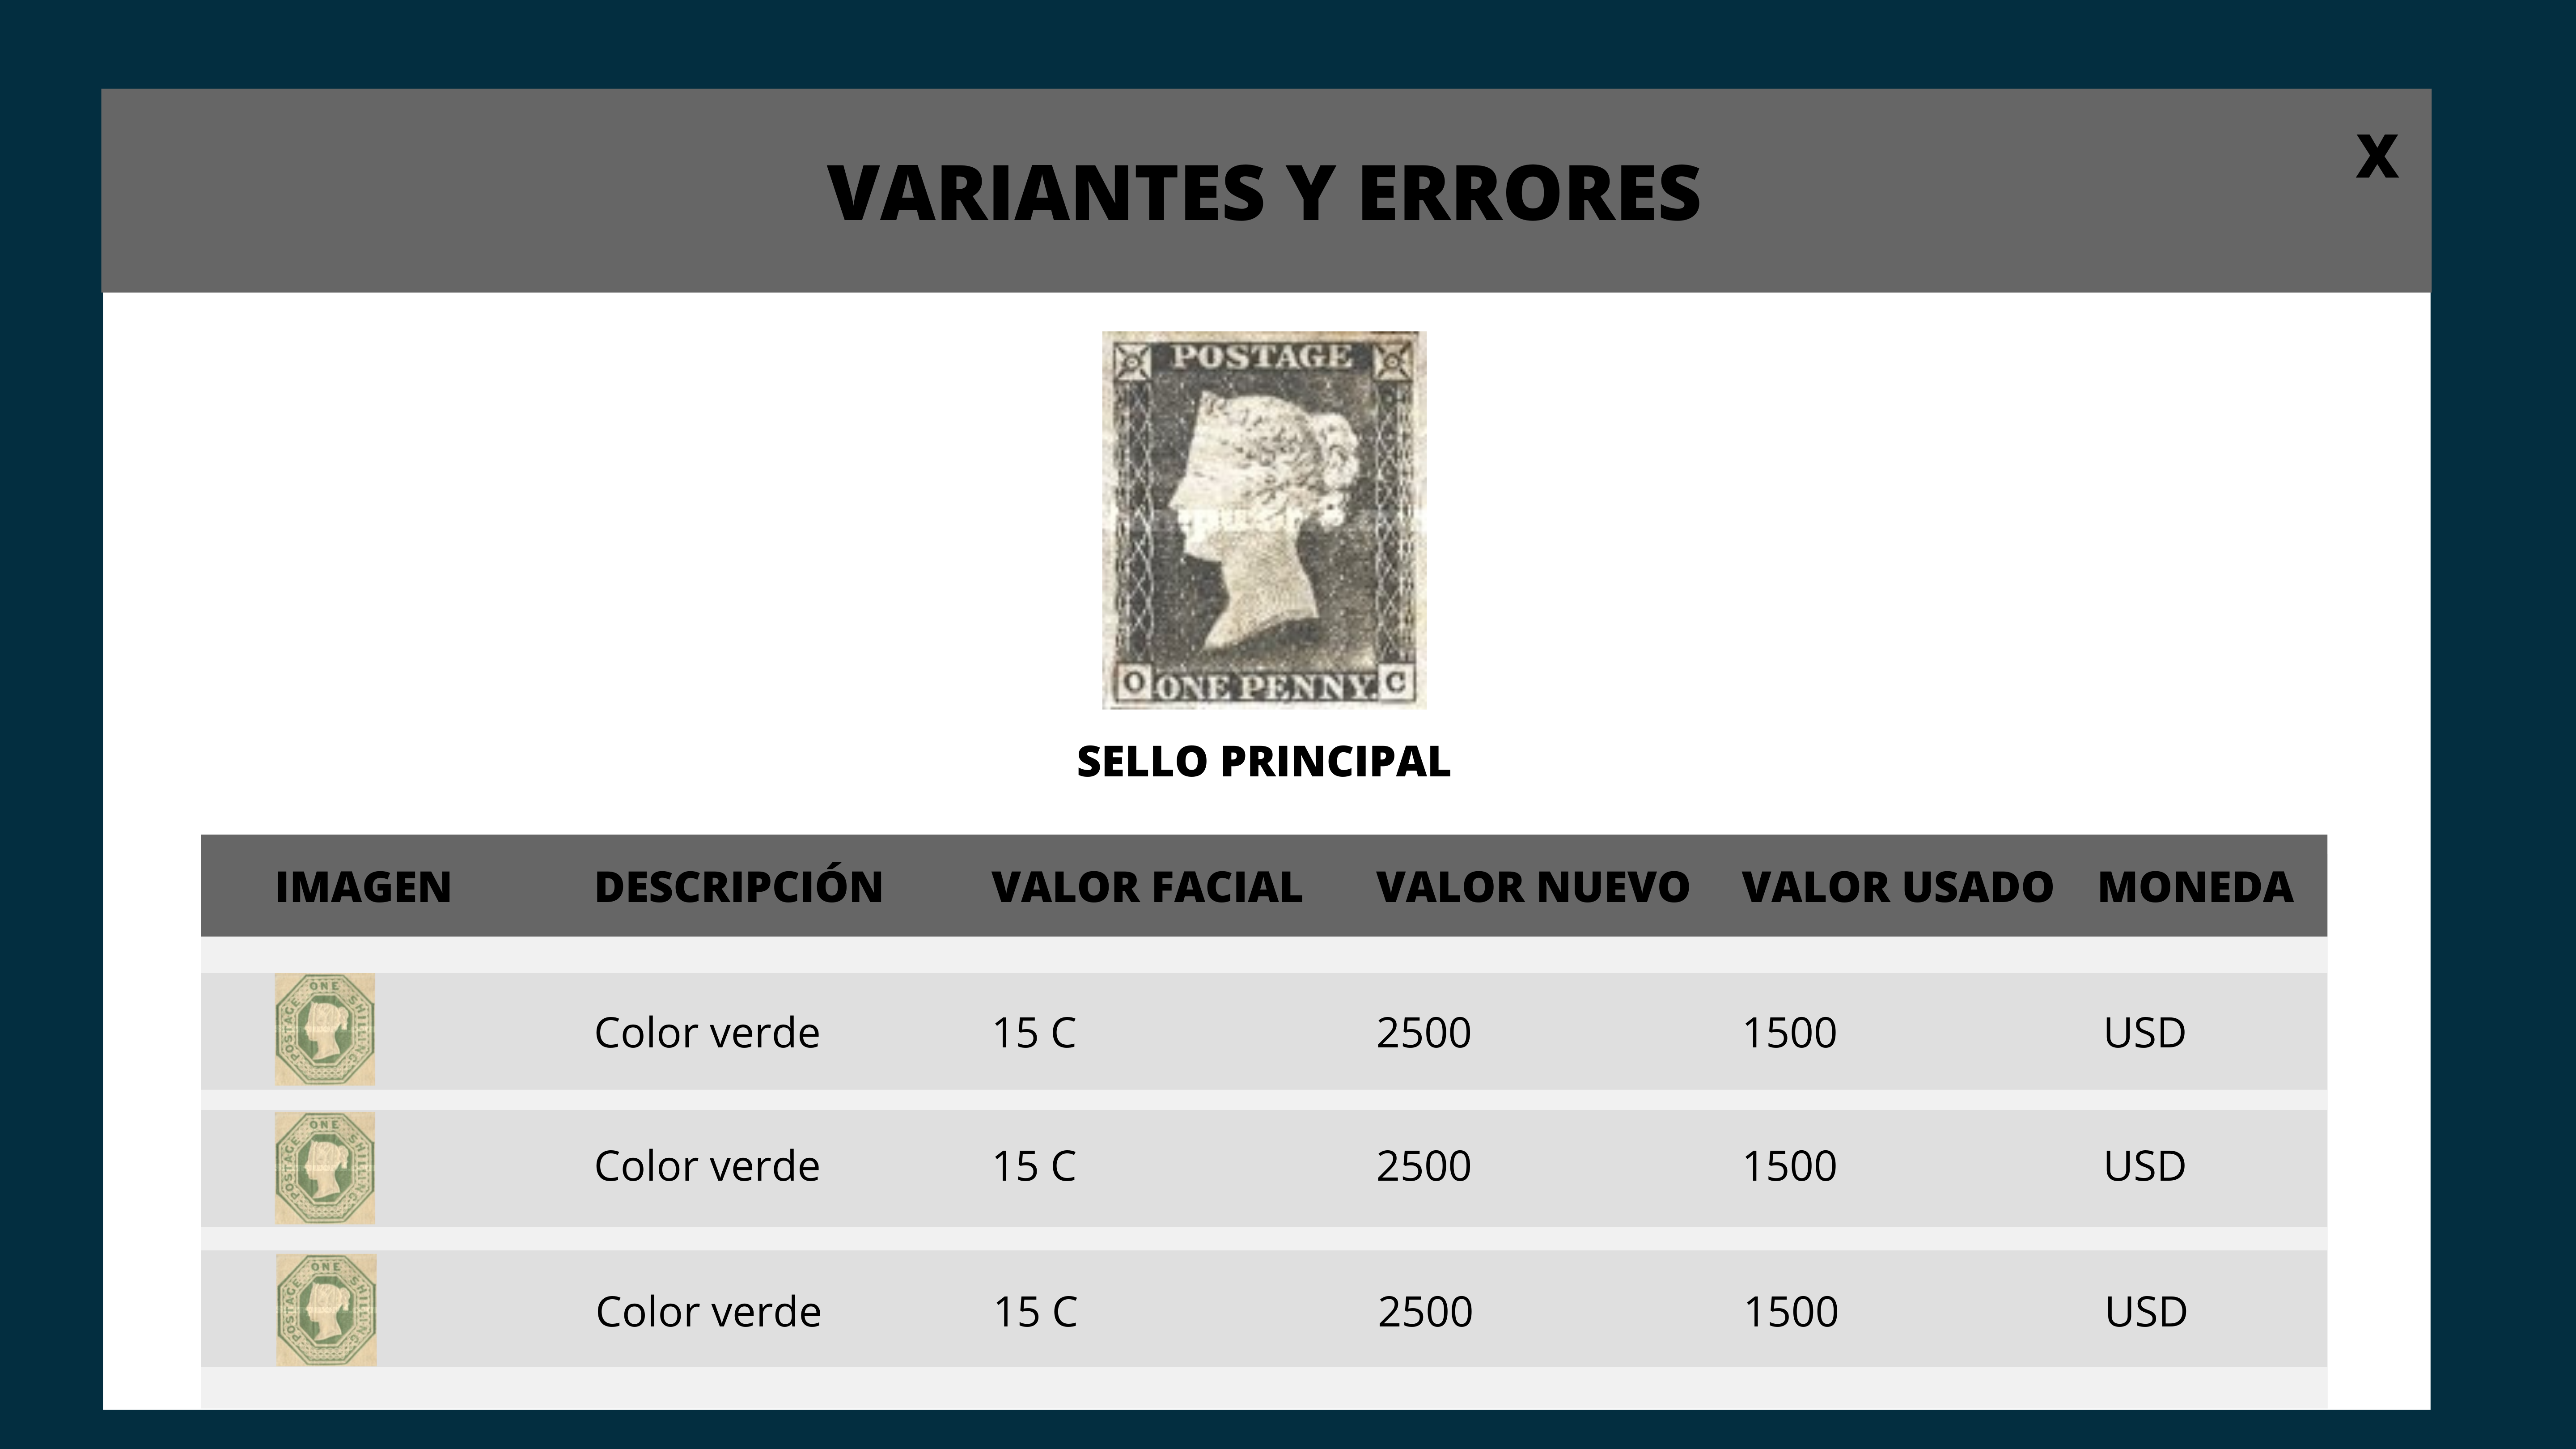 VARIANTES Y ERRORES
X
POSTAGE
O ONE PENNY. C
SELLO PRINCIPAL
IMAGEN DESCRIPCIÓN VALOR FACIAL VALOR NUEVO VALOR USADO MONEDA
POSTAGE ONE SHILLING
Color verde 15 C 2500 1500 USD
POSTAGE ONE SHILLING
Color verde 15 C 2500 1500 USD
POSTAGE ONE SHILLING
Color verde 15 C 2500 1500 USD